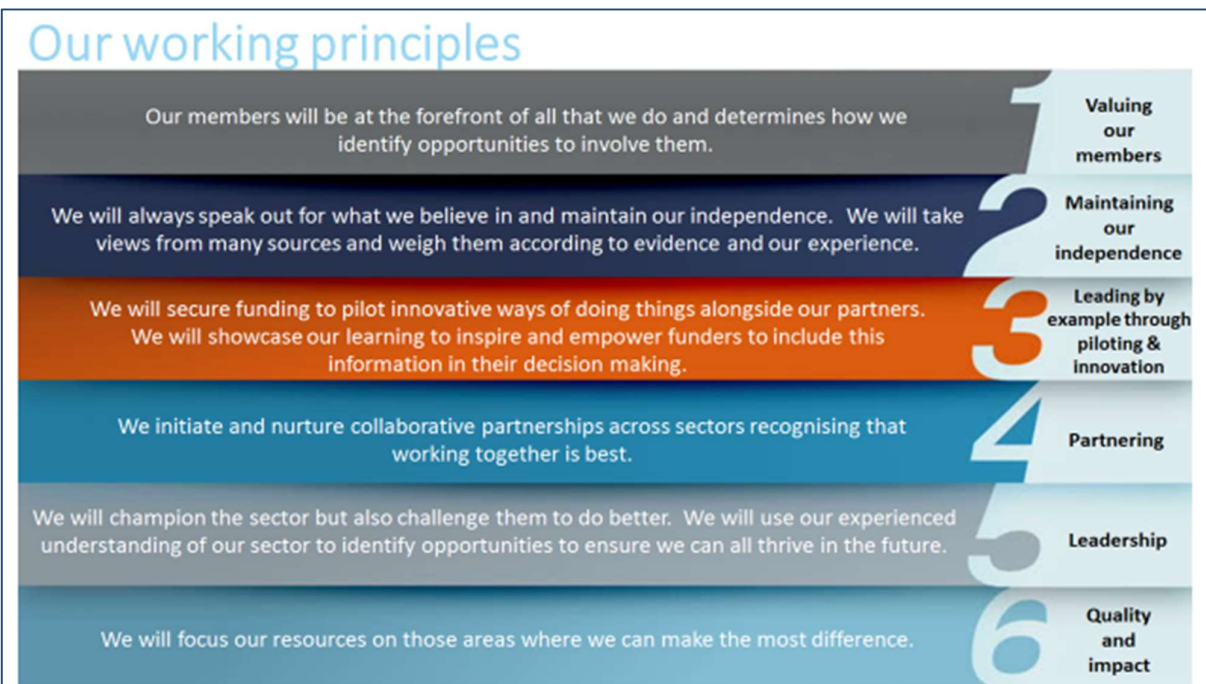 Our working principles
Our members will be at the forefront of all that we do and determines how we
identify opportunities to involve them.
1
Valuing
our
members
We will always speak out for what we believe in and maintain our independence. We will take
views from many sources and weigh them according to evidence and our experience.
2
Maintaining
our
independence
We will secure funding to pilot innovative ways of doing things alongside our partners.
We will showcase our learning to inspire and empower funders to include this
information in their decision making.
3
Leading by
example through
piloting &
innovation
We initiate and nurture collaborative partnerships across sectors recognising that
working together is best.
4
Partnering
We will champion the sector but also challenge them to do better. We will use our experienced
understanding of our sector to identify opportunities to ensure we can all thrive in the future.
5
Leadership
We will focus our resources on those areas where we can make the most difference.
6
Quality
and
impact